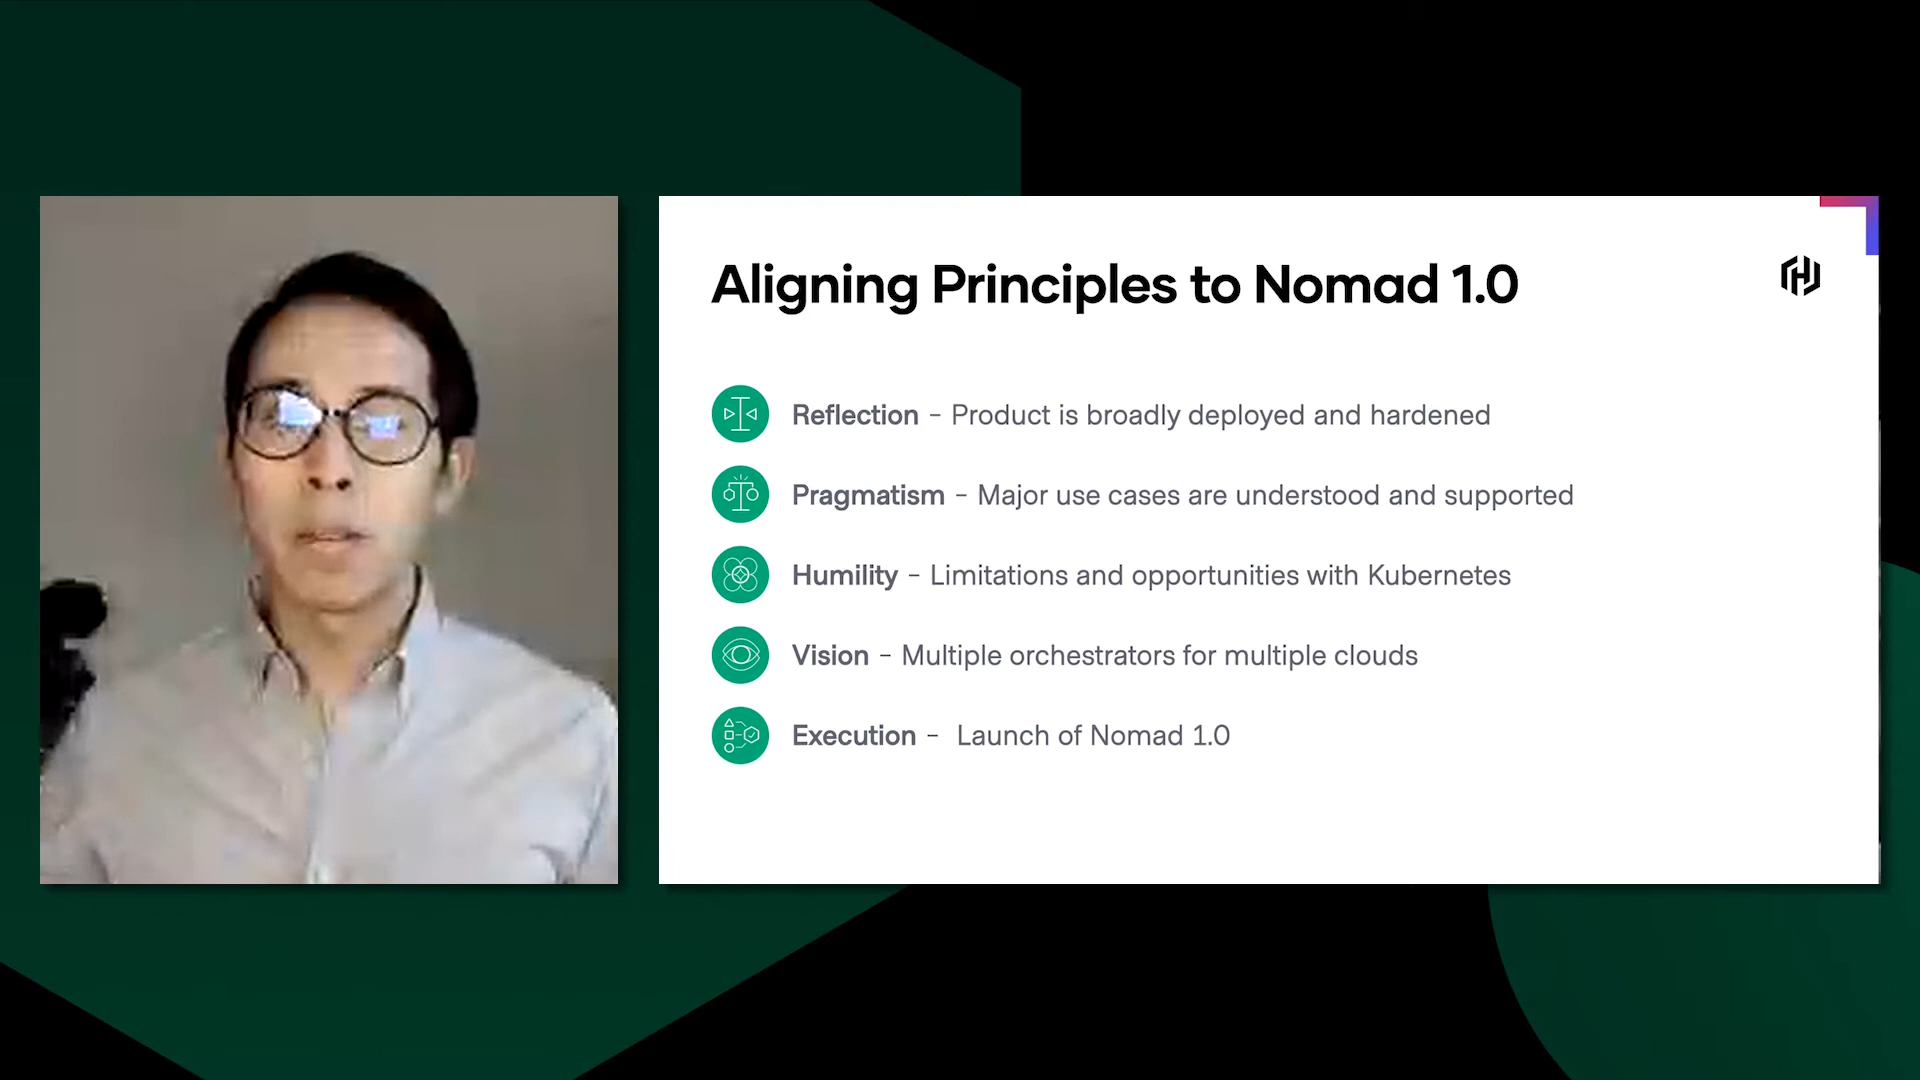 Aligning Principles to Nomad 1.0
Reflection – Product is broadly deployed and hardened
Pragmatism – Major use cases are understood and supported
Humility – Limitations and opportunities with Kubernetes
Vision – Multiple orchestrators for multiple clouds
Execution – Launch of Nomad 1.0